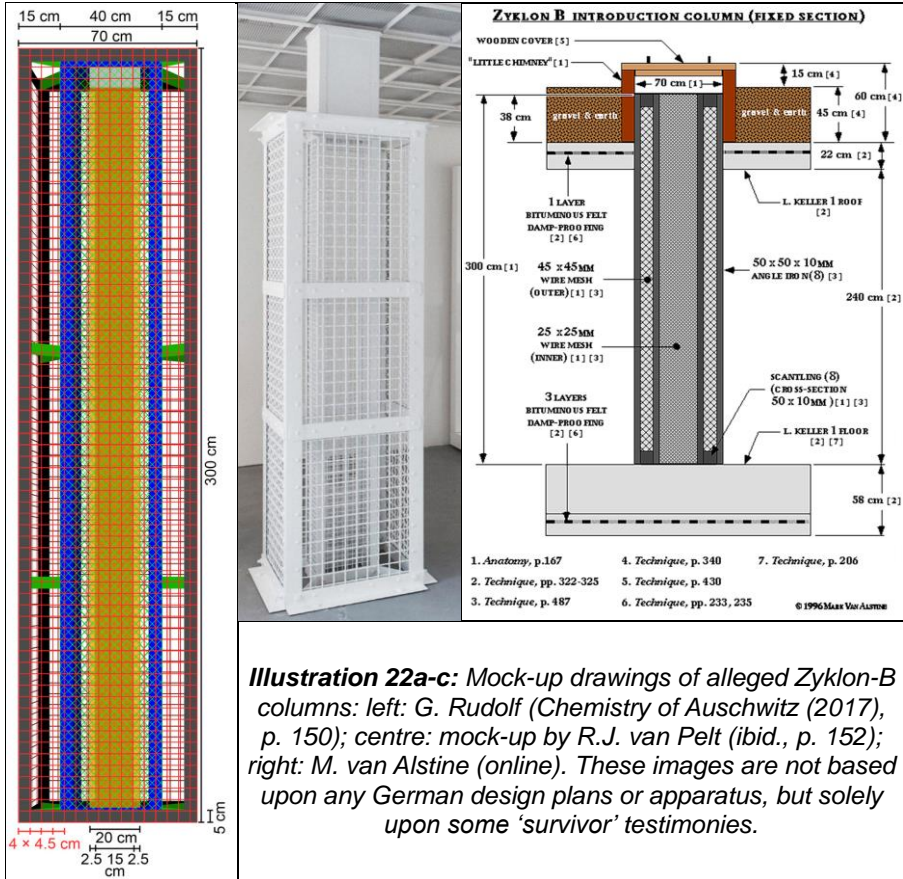 15 cm 40 cm 15 cm
70 cm
300 cm
5 cm
4 × 4.5 cm
20 cm
2.5 15 2.5
cm
ZYKLON B INTRODUCTION COLUMN (FIXED SECTION)
WOODEN COVER [5]
"LITTLE CHIMNEY" [1]
70 cm [1]
15 cm [4]
60 cm [4]
45 cm [4]
38 cm
gravel & earth
gravel & earth
22 cm [2]
1 LAYER
BITUMINOUS FELT
DAMP-PROOFING
[2] [6]
L. KELLER 1 ROOF
[2]
300 cm [1]
45 x 45MM
WIRE MESH
(OUTER) [1] [3]
50 x 50 x 10MM
ANGLE IRON (8) [3]
240 cm [2]
25 x 25MM
WIRE MESH
(INNER) [1] [3]
SCANTLING (8)
(CROSS-SECTION
50 x 10MM) [1] [3]
3 LAYERS
BITUMINOUS FELT
DAMP-PROOFING
[2] [6]
L. KELLER 1 FLOOR
[2] [7]
58 cm [2]
1. Anatomy, p.167
2. Technique, pp. 322-325
3. Technique, p. 487
4. Technique, p. 340
5. Technique, p. 430
6. Technique, pp. 233, 235
7. Technique, p. 206
© 1996 MARK VAN ALSTINE
Illustration 22a-c: Mock-up drawings of alleged Zyklon-B
columns: left: G. Rudolf (Chemistry of Auschwitz (2017),
p. 150); centre: mock-up by R.J. van Pelt (ibid., p. 152);
right: M. van Alstine (online). These images are not based
upon any German design plans or apparatus, but solely
upon some ‘survivor’ testimonies.